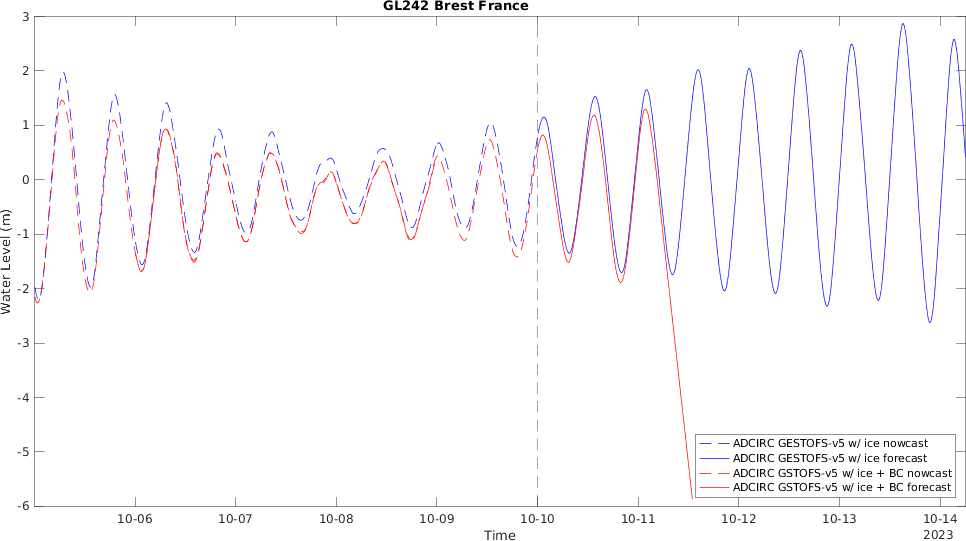 GL242 Brest France
3
2
1
0
-1
-2
-3
-4
-5
-6
Water Level (m)
ADCIRC GESTOFS-v5 w/ ice nowcast
ADCIRC GESTOFS-v5 w/ ice forecast
ADCIRC GSTOFS-v5 w/ ice + BC nowcast
ADCIRC GSTOFS-v5 w/ ice + BC forecast
10-06 10-07 10-08 10-09 10-10 10-11 10-12 10-13 10-14
2023
Time